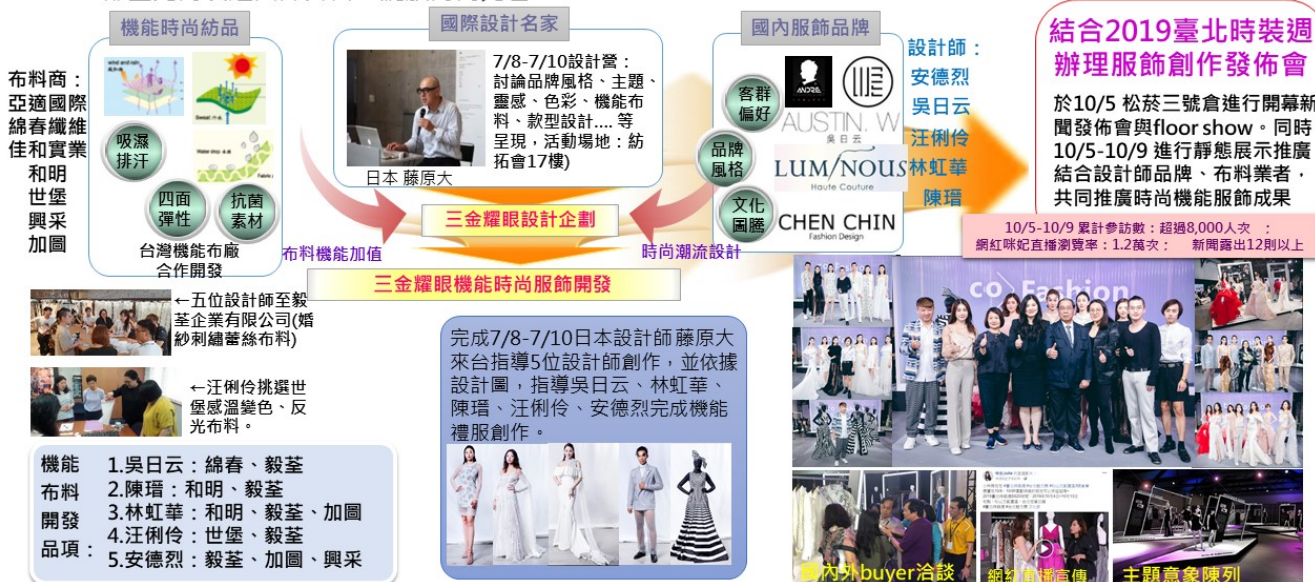 機能時尚紡品
國際設計名家
國內服飾品牌
布料商：
亞適國際
綿春纖維
佳和實業
和明
世堡
興采
加圖
wind and rain
吸濕
排汗
四面
彈性
抗菌
素材
台灣機能布廠
合作開發
7/8-7/10設計營：
討論品牌風格、主題、
靈感、色彩、機能布
料、款型設計.... 等
呈現，活動場地：紡
拓會17樓)
日本 藤原大
三金耀眼設計企劃
布料機能加值
時尚潮流設計
三金耀眼機能時尚服飾開發
客群
偏好
品牌
風格
文化
圖騰
ANDRE
AUSTIN. W
吳日云
LUMINOUS
Haute Couture
CHEN CHIN
Fashion Design
設計師：
安德烈
吳日云
汪俐伶
林虹華
陳瑨
結合2019臺北時裝週
辦理服飾創作發佈會
於10/5 松菸三號倉進行開幕新
聞發佈會與floor show。同時
10/5-10/9 進行靜態展示推廣
結合設計師品牌、布料業者，
共同推廣時尚機能服飾成果
10/5-10/9 累計參訪數：超過8,000人次 ；
網紅咪妃直播瀏覽率：1.2萬次； 新聞露出12則以上
←五位設計師至毅
荃企業有限公司(婚
紗刺繡蕾絲布料)
←汪俐伶挑選世
堡感溫變色、反
光布料。
機能
布料
開發
品項：
1.吳日云：綿春、毅荃
2.陳瑨：和明、毅荃
3.林虹華：和明、毅荃、加圖
4.汪俐伶：世堡、毅荃
5.安德烈：毅荃、加圖、興采
完成7/8-7/10日本設計師藤原大
來台指導5位設計師創作，並依據
設計圖，指導吳日云、林虹華、
陳瑨、汪俐伶、安德烈完成機能
禮服創作。
CO Fashion
國內外buyer洽談
網紅直播宣傳
主題意象陳列